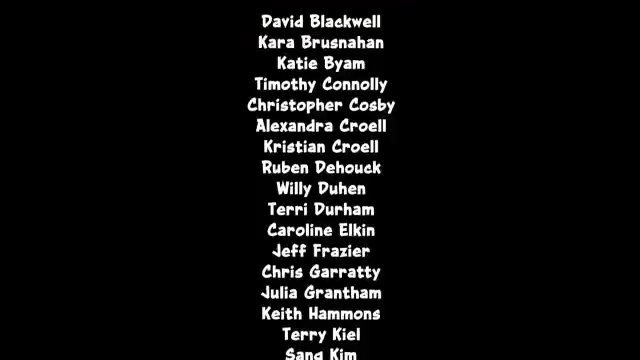 David Blackwell
Kara Brusnahan
Katie Byam
Timothy Connolly
Christopher Cosby
Alexandra Croell
Kristian Croell
Ruben Dehouck
Willy Duhen
Terri Durham
Caroline Elkin
Jeff Frazier
Chris Garratty
Julia Grantham
Keith Hammons
Terry Kiel
Sang Kim